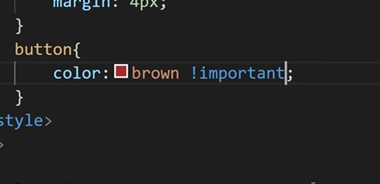 margin: 4px;
}
button{
color: brown !important;
}
style>
>